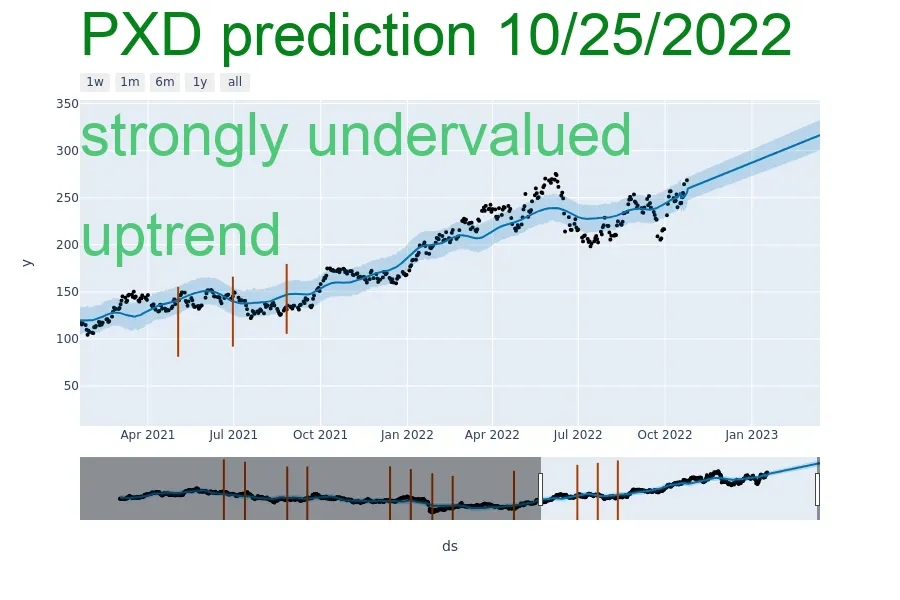 PXD prediction 10/25/2022
1w 1m 6m 1y all
strongly undervalued
uptrend
350
300
250
200
150
100
50
y
Apr 2021 Jul 2021 Oct 2021 Jan 2022 Apr 2022 Jul 2022 Oct 2022 Jan 2023
ds